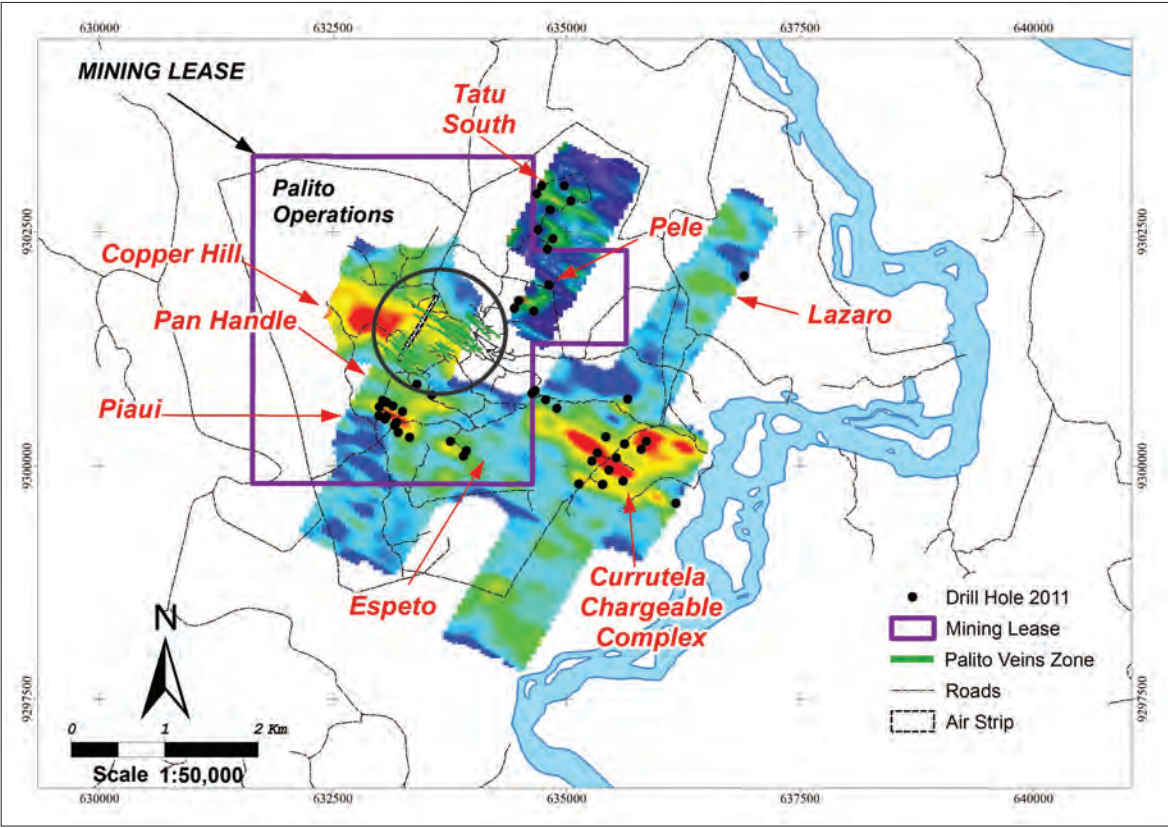 630000
632500
635000
637500
640000
MINING LEASE
Tatu
South
Palito
Operations
9302500
9302500
Copper Hill
Pele
Pan Handle
Lazaro
Piaui
9300000
9300000
Espeto
Currutela
Chargeable
Complex
Drill Hole 2011
Mining Lease
Palito Veins Zone
Roads
Air Strip
N
9297500
9297500
0 1 2 Km
Scale 1:50,000
630000
632500
635000
637500
640000